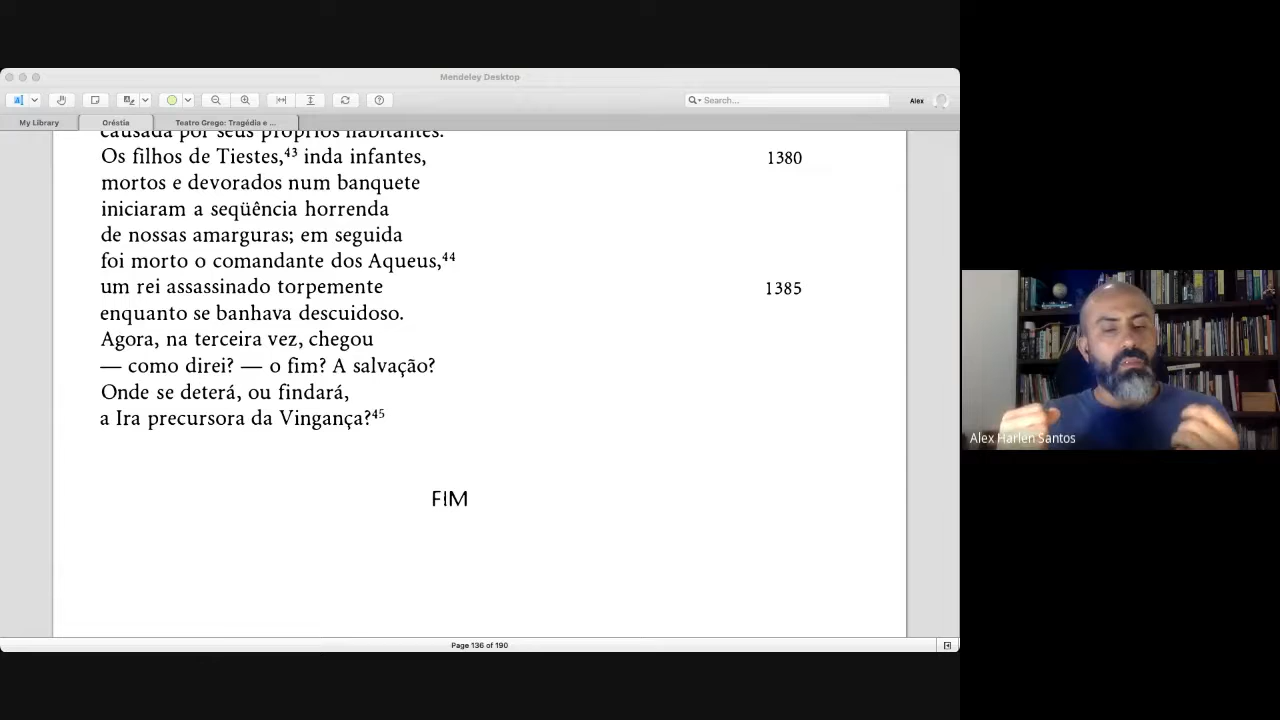 Mendeley Desktop
Search...
Alex
My Library
Oréstia
Teatro Grego: Tragédia e ...
causada por seus próprios habitantes.
Os filhos de Tiestes,⁴³ inda infantes,
1380
mortos e devorados num banquete
iniciaram a seqüência horrenda
de nossas amarguras; em seguida
foi morto o comandante dos Aqueus,⁴⁴
um rei assassinado torpemente
1385
enquanto se banhava descuidoso.
Agora, na terceira vez, chegou
— como direi? — o fim? A salvação?
Onde se deterá, ou findará,
a Ira precursora da Vingança?⁴⁵
FIM
Page 136 of 190
Alex Harlen Santos